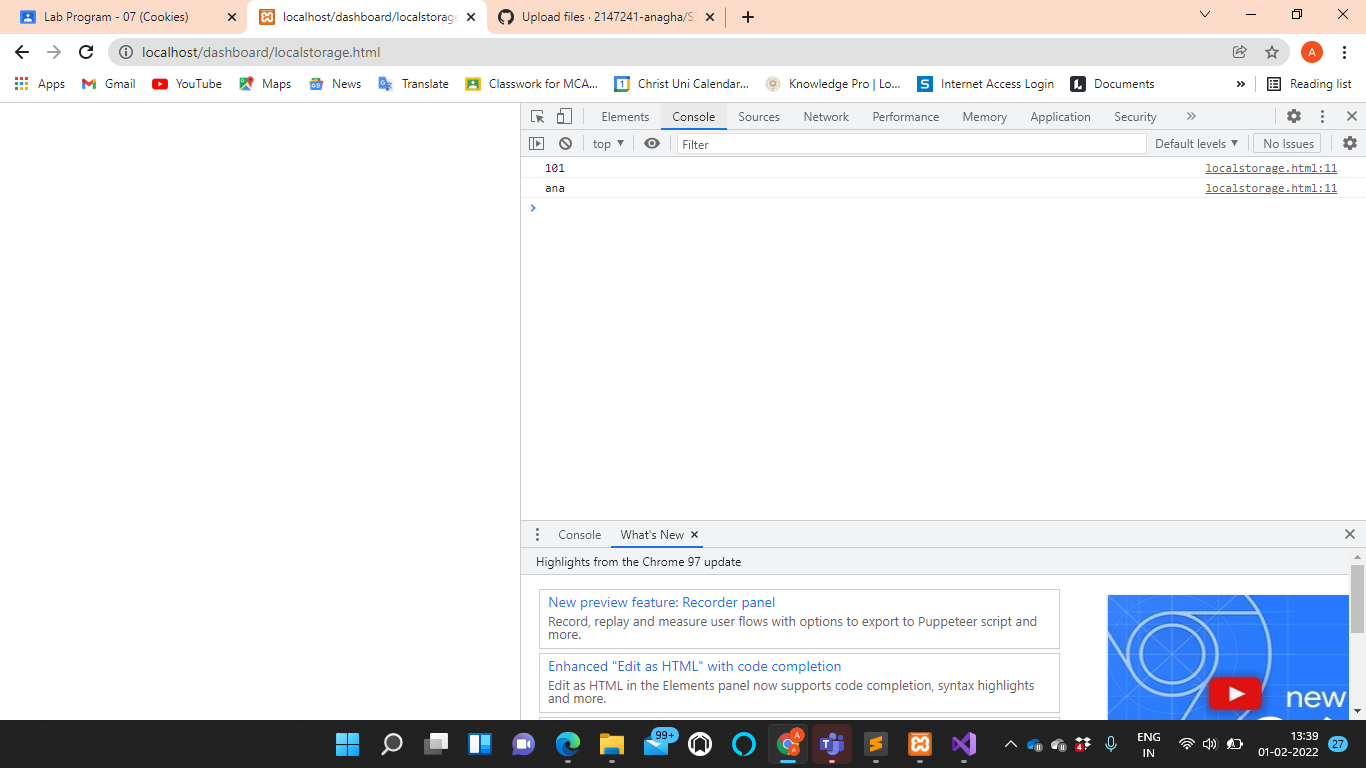 Lab Program - 07 (Cookies)
localhost/dashboard/localstorage
Upload files · 2147241-anagha/S
localhost/dashboard/localstorage.html
A
Apps Gmail YouTube Maps News Translate Classwork for MCA... Christ Uni Calendar... Knowledge Pro | Lo... Internet Access Login Documents » Reading list
Elements Console Sources Network Performance Memory Application Security »
top ▼ Filter Default levels ▼ No Issues
101 localstorage.html:11
ana localstorage.html:11
>
Console What's New
Highlights from the Chrome 97 update
New preview feature: Recorder panel
Record, replay and measure user flows with options to export to Puppeteer script and
more.
Enhanced "Edit as HTML" with code completion
Edit as HTML in the Elements panel now supports code completion, syntax highlights
and more.
new
99+
A
4
ENG
IN
13:39
01-02-2022
27